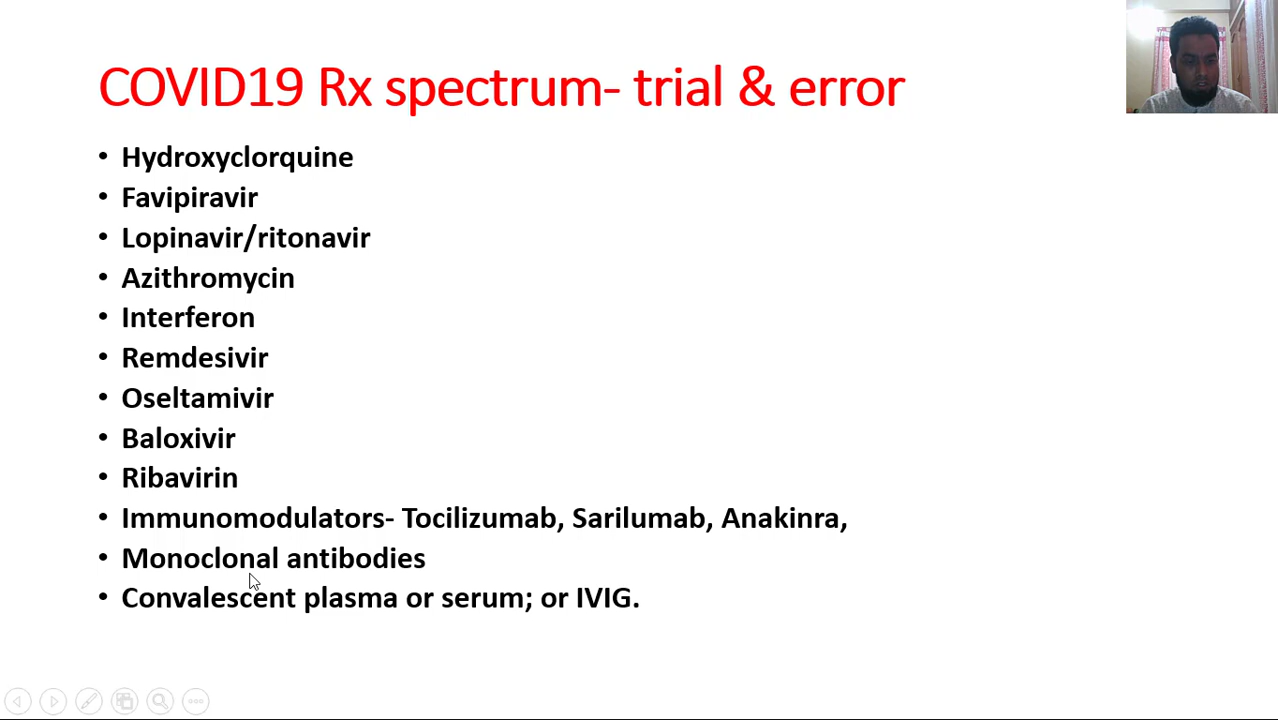 COVID19 Rx spectrum- trial & error
• Hydroxyclorquine
• Favipiravir
• Lopinavir/ritonavir
• Azithromycin
• Interferon
• Remdesivir
• Oseltamivir
• Baloxivir
• Ribavirin
• Immunomodulators- Tocilizumab, Sarilumab, Anakinra,
• Monoclonal antibodies
• Convalescent plasma or serum; or IVIG.